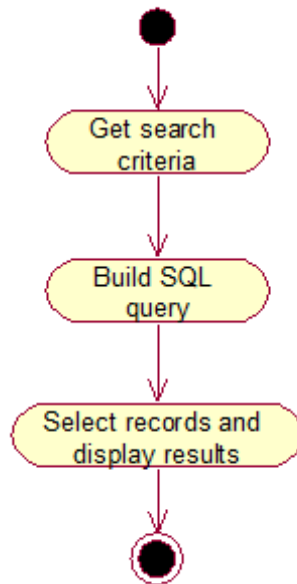 Get search
criteria
Build SQL
query
Select records and
display results